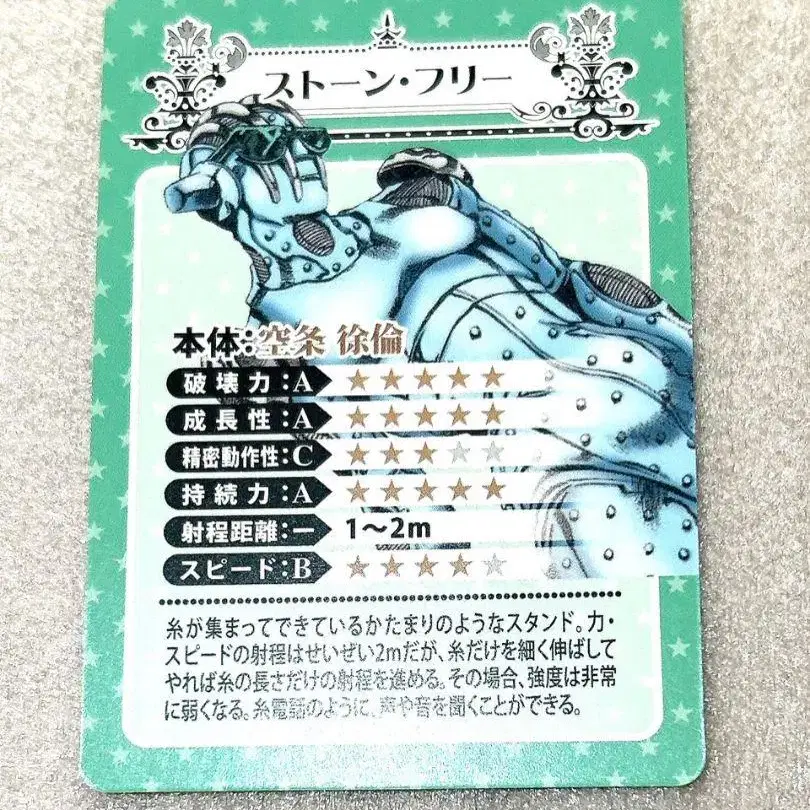 ストーン・フリー
本体:空条 徐倫
破壊力:A ★★★★★
成長性:A ★★★★★
精密動作性:C ★★★☆☆
持続力:A ★★★★★
射程距離:ー 1〜2m
スピード:B ★★★★☆
糸が集まってできているかたまりのようなスタンド。力・
スピードの射程はせいぜい2mだが、糸だけを細く伸ばして
やれば糸の長さだけの射程を進める。その場合、強度は非常
に弱くなる。糸電話のように、声や音を聞くことができる。